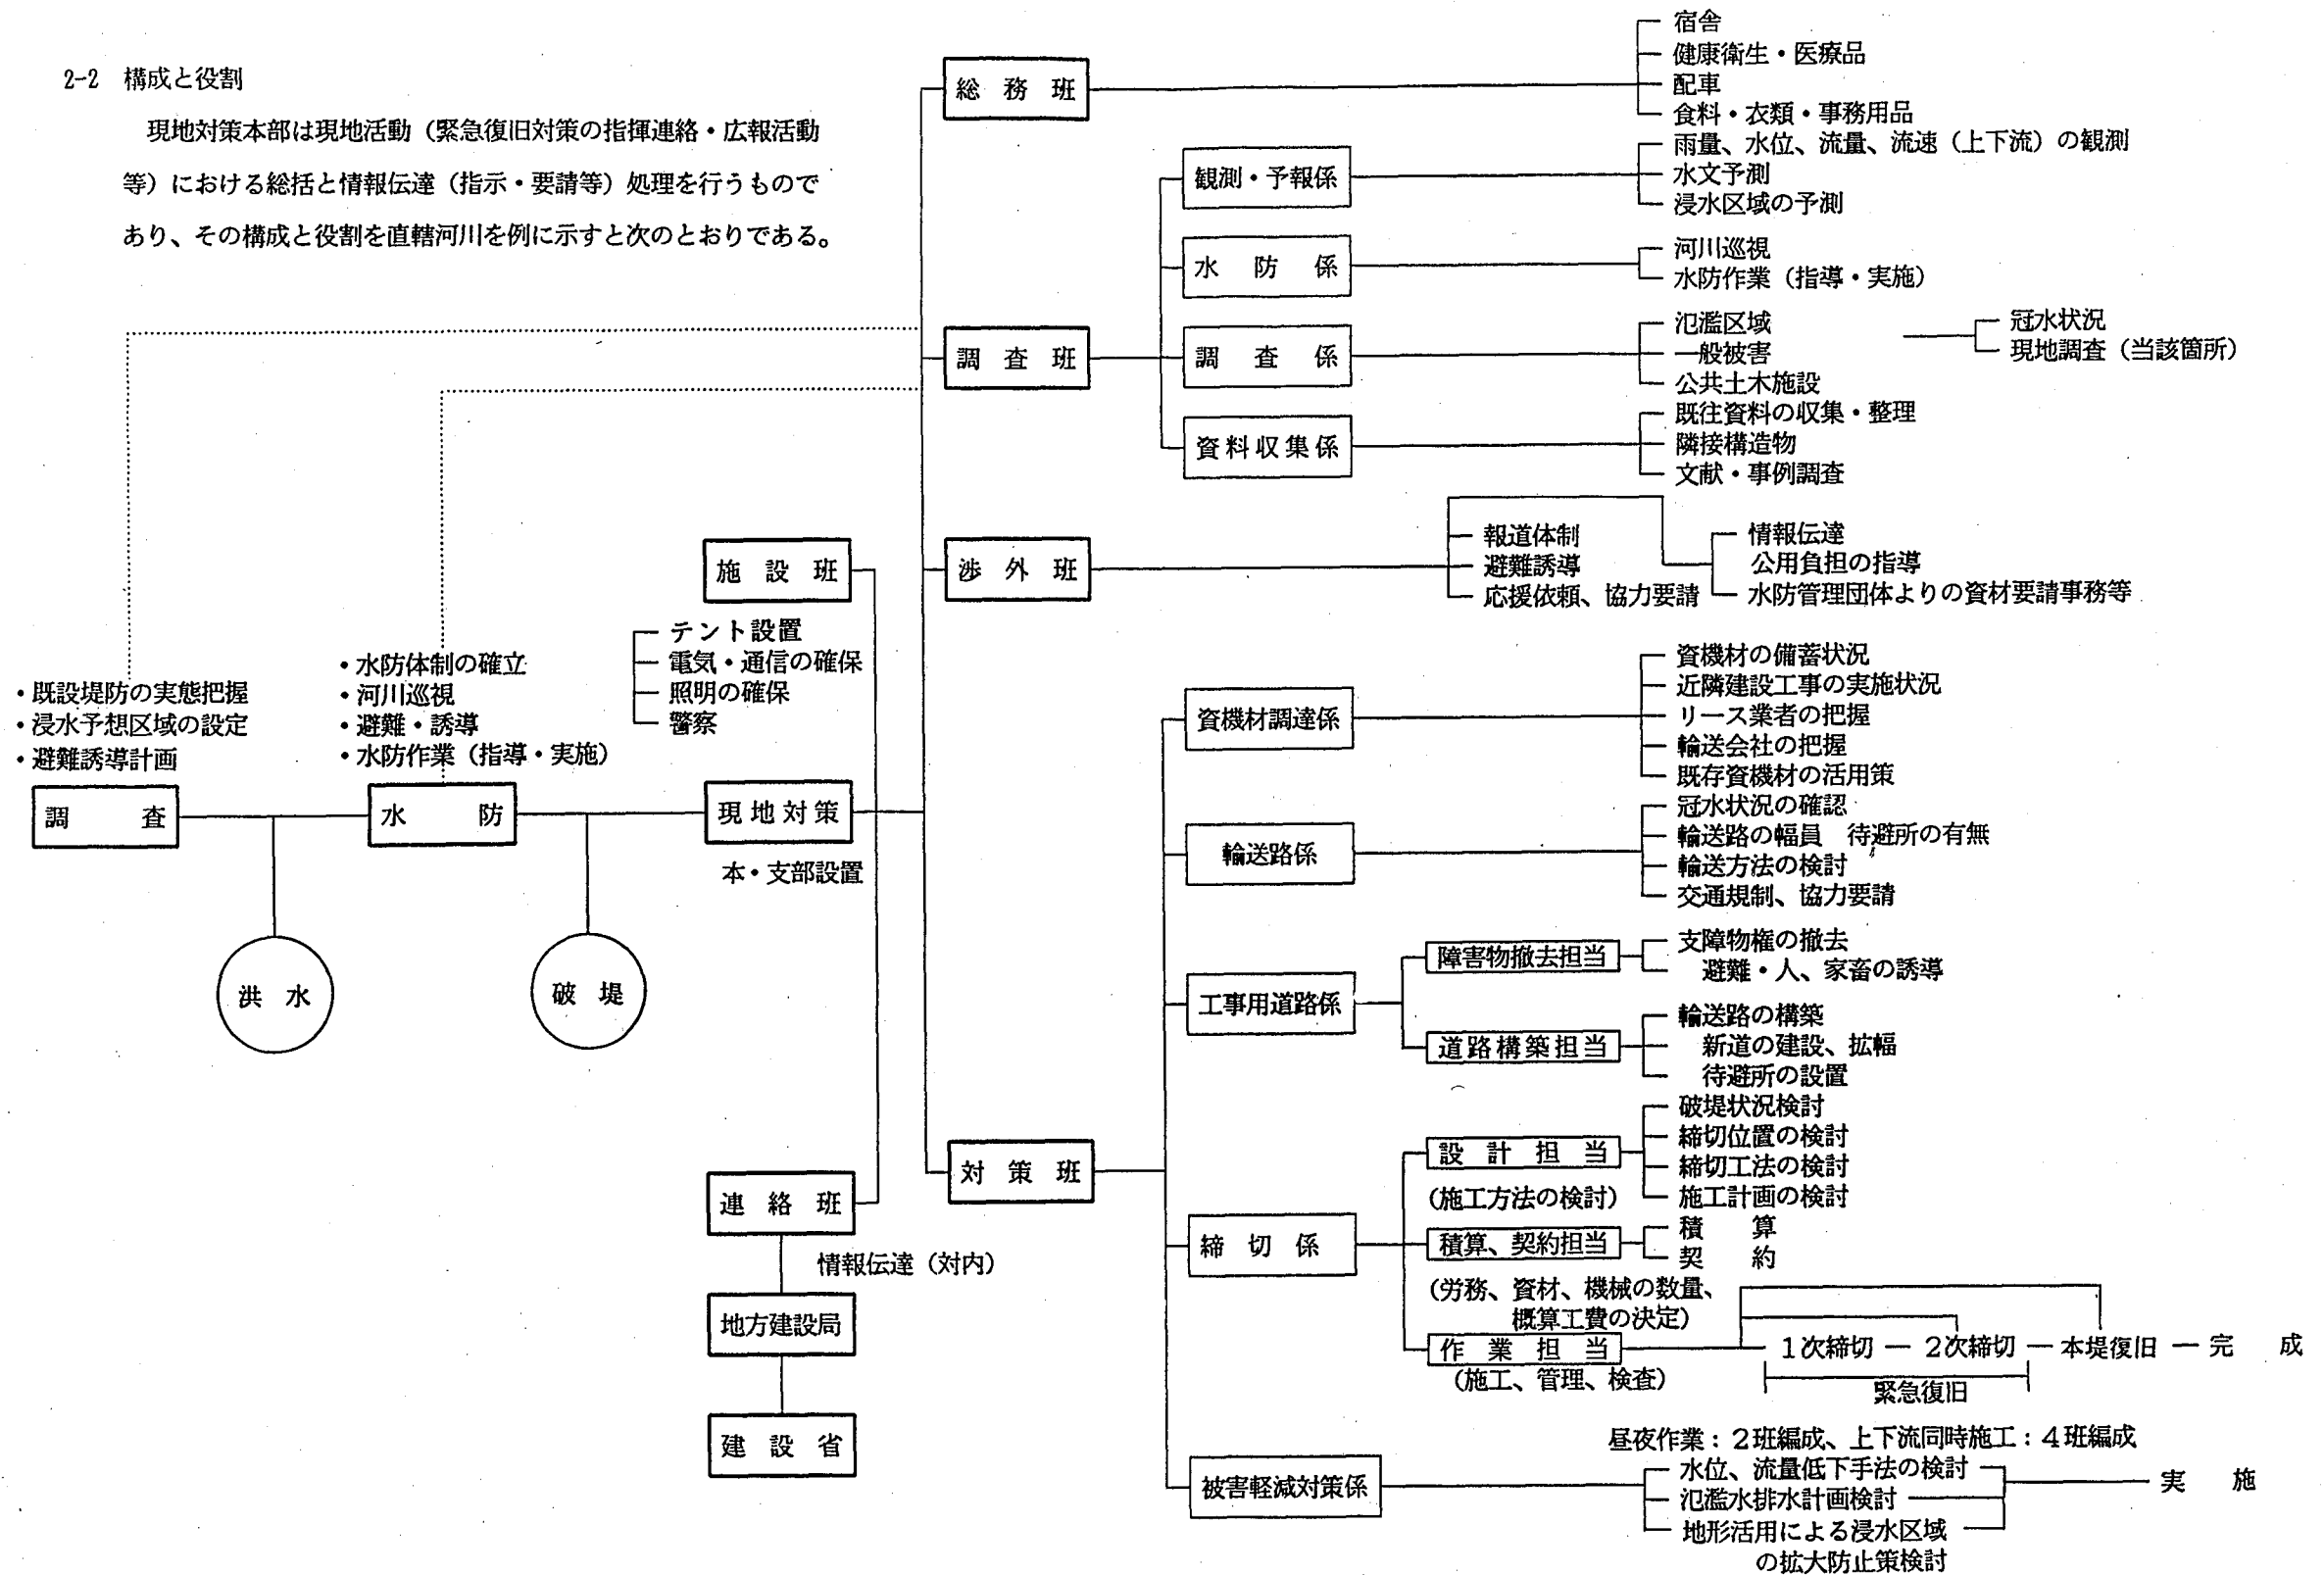 2-2 構成と役割
現地対策本部は現地活動（緊急復旧対策の指揮連絡・広報活動
等）における総括と情報伝達（指示・要請等）処理を行うもので
あり、その構成と役割を直轄河川を例に示すと次のとおりである。
・既設堤防の実態把握
・浸水予想区域の設定
・避難誘導計画
調　査
洪　水
・水防体制の確立
・河川巡視
・避難・誘導
・水防作業（指導・実施）
水　防
破　堤
施　設　班
テント設置
電気・通信の確保
照明の確保
警察
現地対策
本・支部設置
連　絡　班
情報伝達（対内）
地方建設局
建　設　省
総　務　班
宿舎
健康衛生・医療品
配車
食料・衣類・事務用品
調　査　班
観測・予報係
雨量、水位、流量、流速（上下流）の観測
水文予測
浸水区域の予測
水　防　係
河川巡視
水防作業（指導・実施）
調　査　係
氾濫区域
一般被害
公共土木施設
冠水状況
現地調査（当該箇所）
資料収集係
既往資料の収集・整理
隣接構造物
文献・事例調査
渉　外　班
報道体制
避難誘導
応援依頼、協力要請
情報伝達
公用負担の指導
水防管理団体よりの資材要請事務等
対　策　班
資機材調達係
資機材の備蓄状況
近隣建設工事の実施状況
リース業者の把握
輸送会社の把握
既存資機材の活用策
輸送路係
冠水状況の確認
輸送路の幅員　待避所の有無
輸送方法の検討
交通規制、協力要請
工事用道路係
障害物撤去担当
支障物権の撤去
避難・人、家畜の誘導
道路構築担当
輸送路の構築
新道の建設、拡幅
待避所の設置
締　切　係
設　計　担　当
（施工方法の検討）
破堤状況検討
締切位置の検討
締切工法の検討
施工計画の検討
積算、契約担当
積　算
契　約
（労務、資材、機械の数量、
概算工費の決定）
作　業　担　当
（施工、管理、検査）
1次締切 ― 2次締切 ― 本堤復旧 ― 完　成
緊急復旧
昼夜作業：2班編成、上下流同時施工：4班編成
被害軽減対策係
水位、流量低下手法の検討
氾濫水排水計画検討
地形活用による浸水区域
の拡大防止策検討
実　施